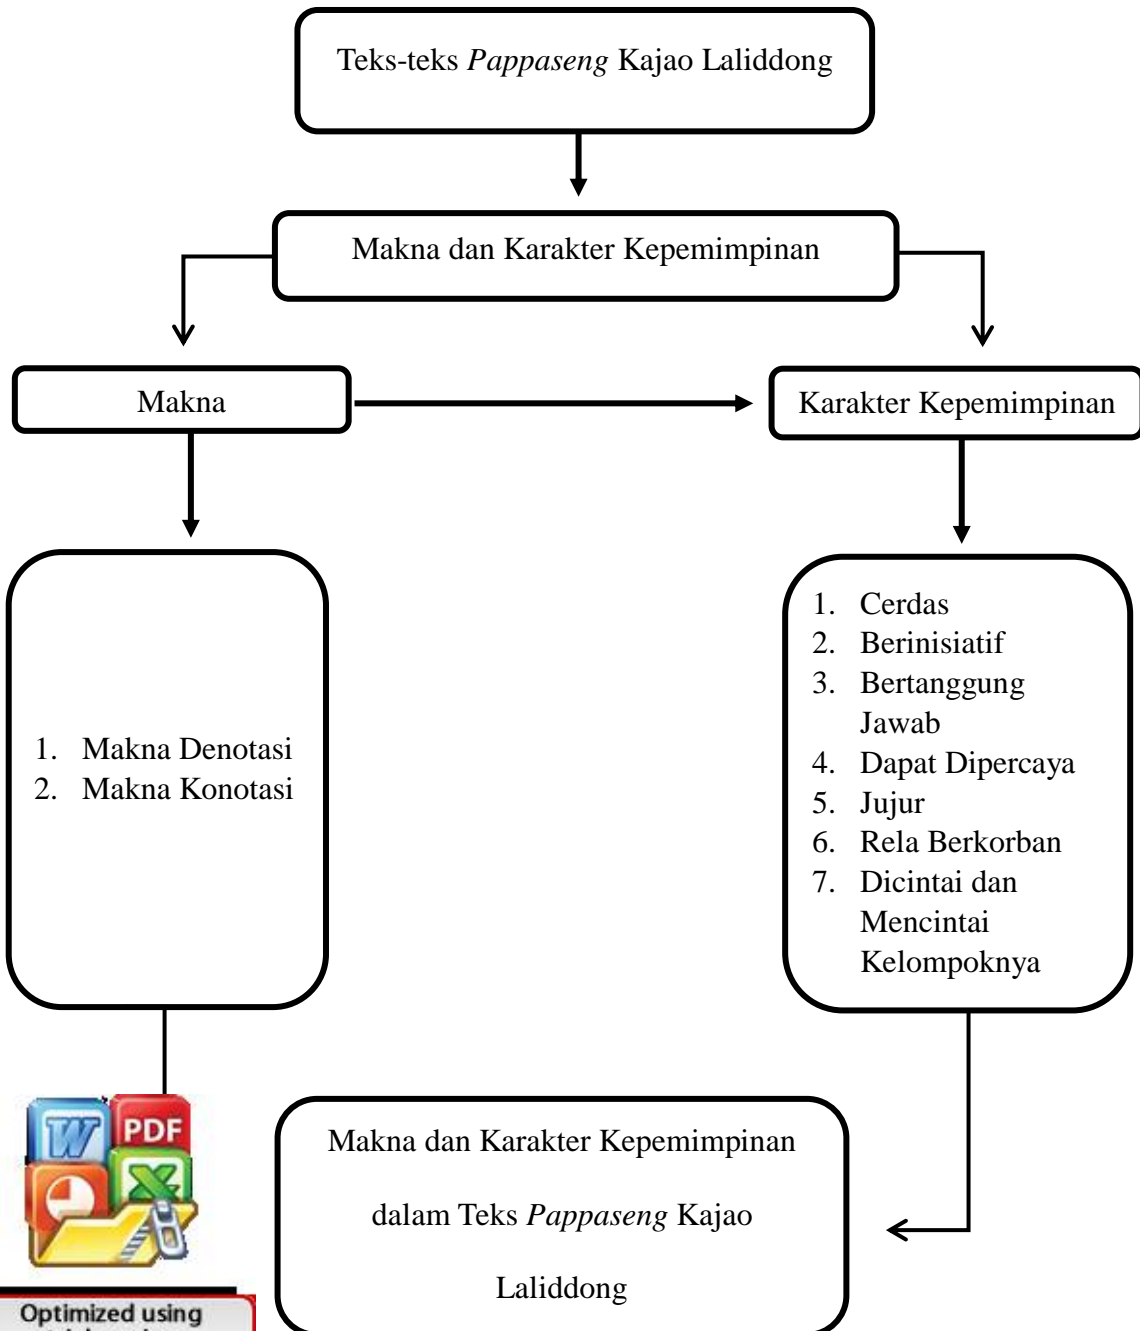 Teks-teks Pappaseng Kajao Laliddong
Makna dan Karakter Kepemimpinan
Makna
Karakter Kepemimpinan
1. Makna Denotasi
2. Makna Konotasi
1. Cerdas
2. Berinisiatif
3. Bertanggung
Jawab
4. Dapat Dipercaya
5. Jujur
6. Rela Berkorban
7. Dicintai dan
Mencintai
Kelompoknya
W
PDF
X
Makna dan Karakter Kepemimpinan
dalam Teks Pappaseng Kajao
Laliddong
Optimized using